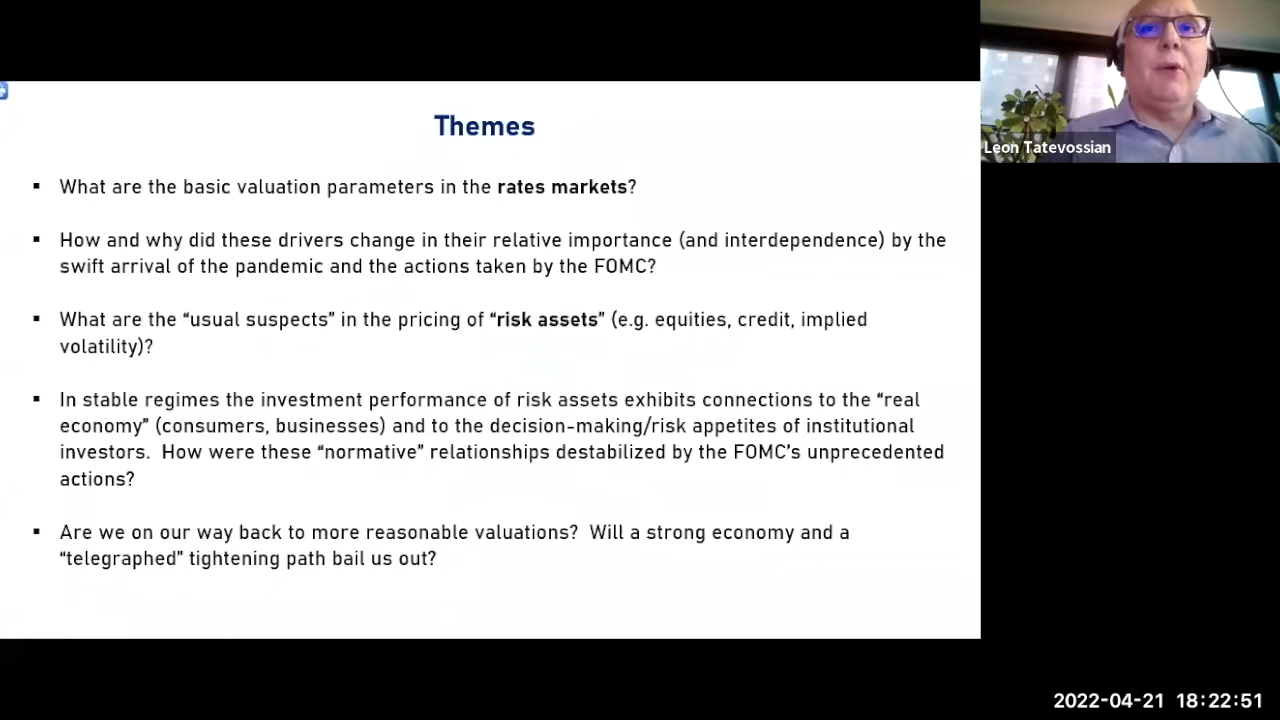 Themes
▪ What are the basic valuation parameters in the rates markets?
▪ How and why did these drivers change in their relative importance (and interdependence) by the
swift arrival of the pandemic and the actions taken by the FOMC?
▪ What are the “usual suspects” in the pricing of “risk assets” (e.g. equities, credit, implied
volatility)?
▪ In stable regimes the investment performance of risk assets exhibits connections to the “real
economy” (consumers, businesses) and to the decision-making/risk appetites of institutional
investors. How were these “normative” relationships destabilized by the FOMC’s unprecedented
actions?
▪ Are we on our way back to more reasonable valuations? Will a strong economy and a
“telegraphed” tightening path bail us out?
Leon Tatevossian
2022-04-21 18:22:51